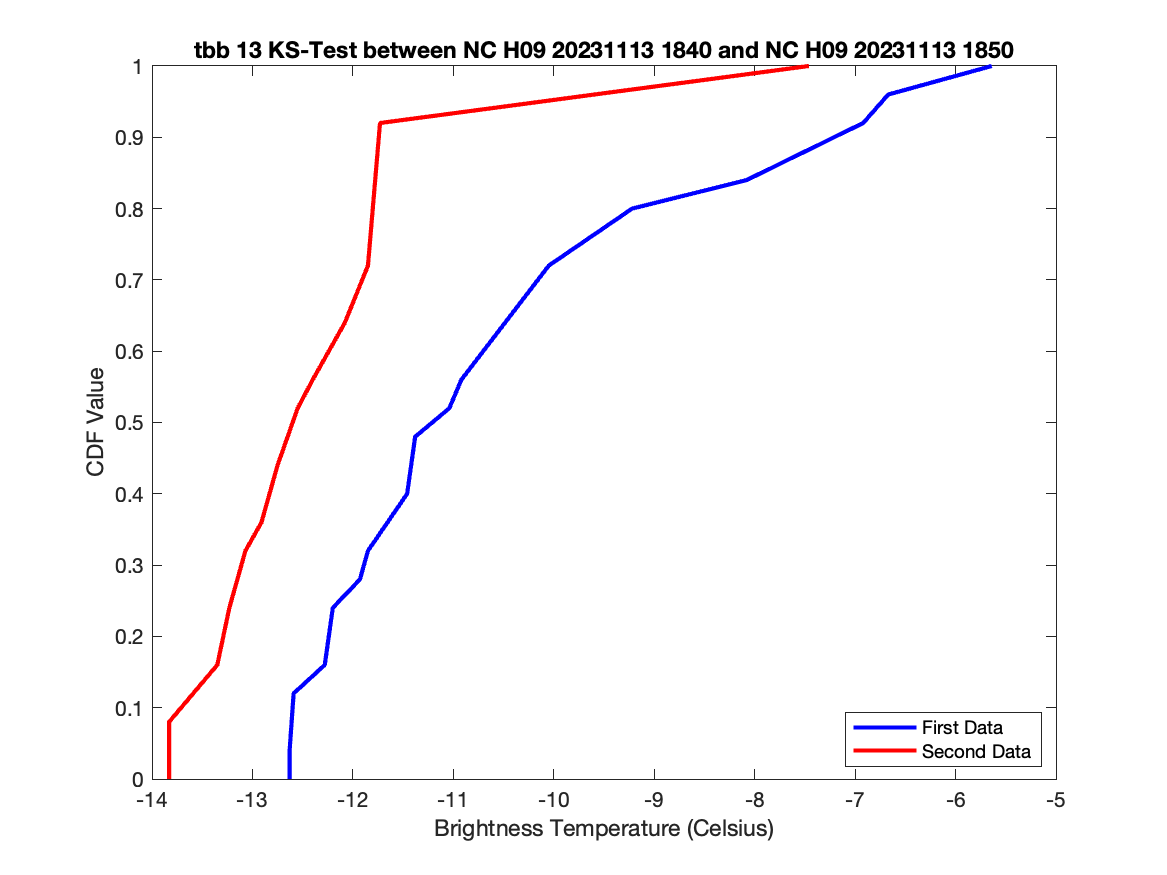 tbb 13 KS-Test between NC H09 20231113 1840 and NC H09 20231113 1850
1
0.9
0.8
0.7
0.6
0.5
0.4
0.3
0.2
0.1
0
CDF Value
First Data
Second Data
-14 -13 -12 -11 -10 -9 -8 -7 -6 -5
Brightness Temperature (Celsius)